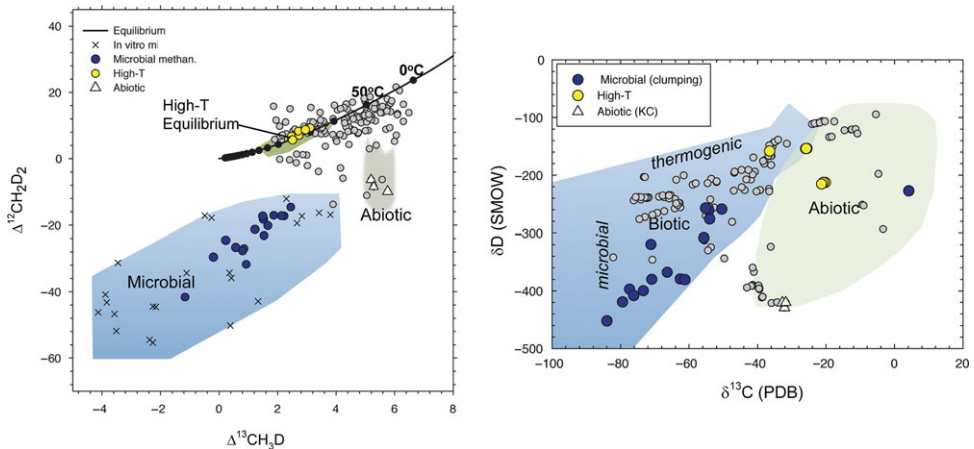 40
20
0
−20
−40
−60
Δ¹²CH₂D₂
Equilibrium
In vitro mi
Microbial methan.
High-T
Abiotic
0°C
50°C
High-T
Equilibrium
Abiotic
Microbial
−4 −2 0 2 4 6 8
Δ¹³CH₃D
0
−100
−200
−300
−400
−500
δD (SMOW)
Microbial (clumping)
High-T
Abiotic (KC)
thermogenic
microbial
Biotic
Abiotic
−100 −80 −60 −40 −20 0 20
δ¹³C (PDB)